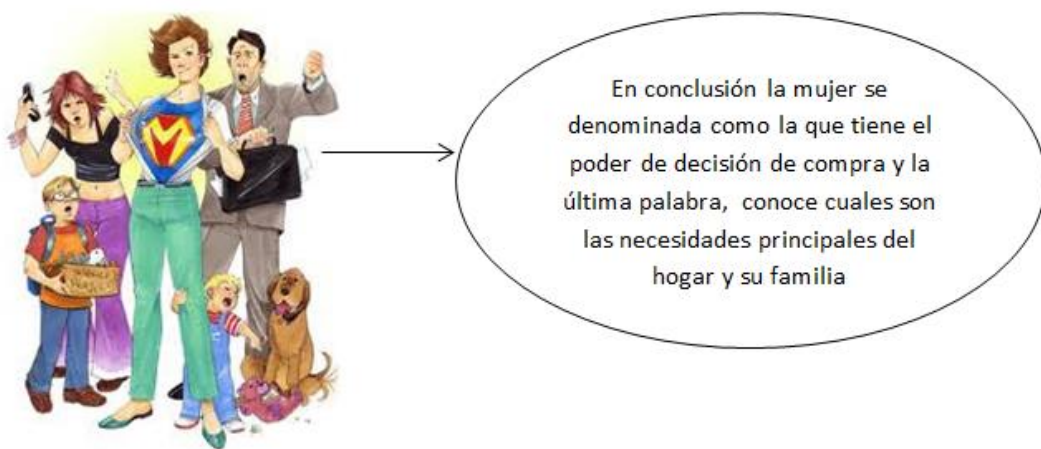 M
En conclusión la mujer se
denominada como la que tiene el
poder de decisión de compra y la
última palabra, conoce cuales son
las necesidades principales del
hogar y su familia